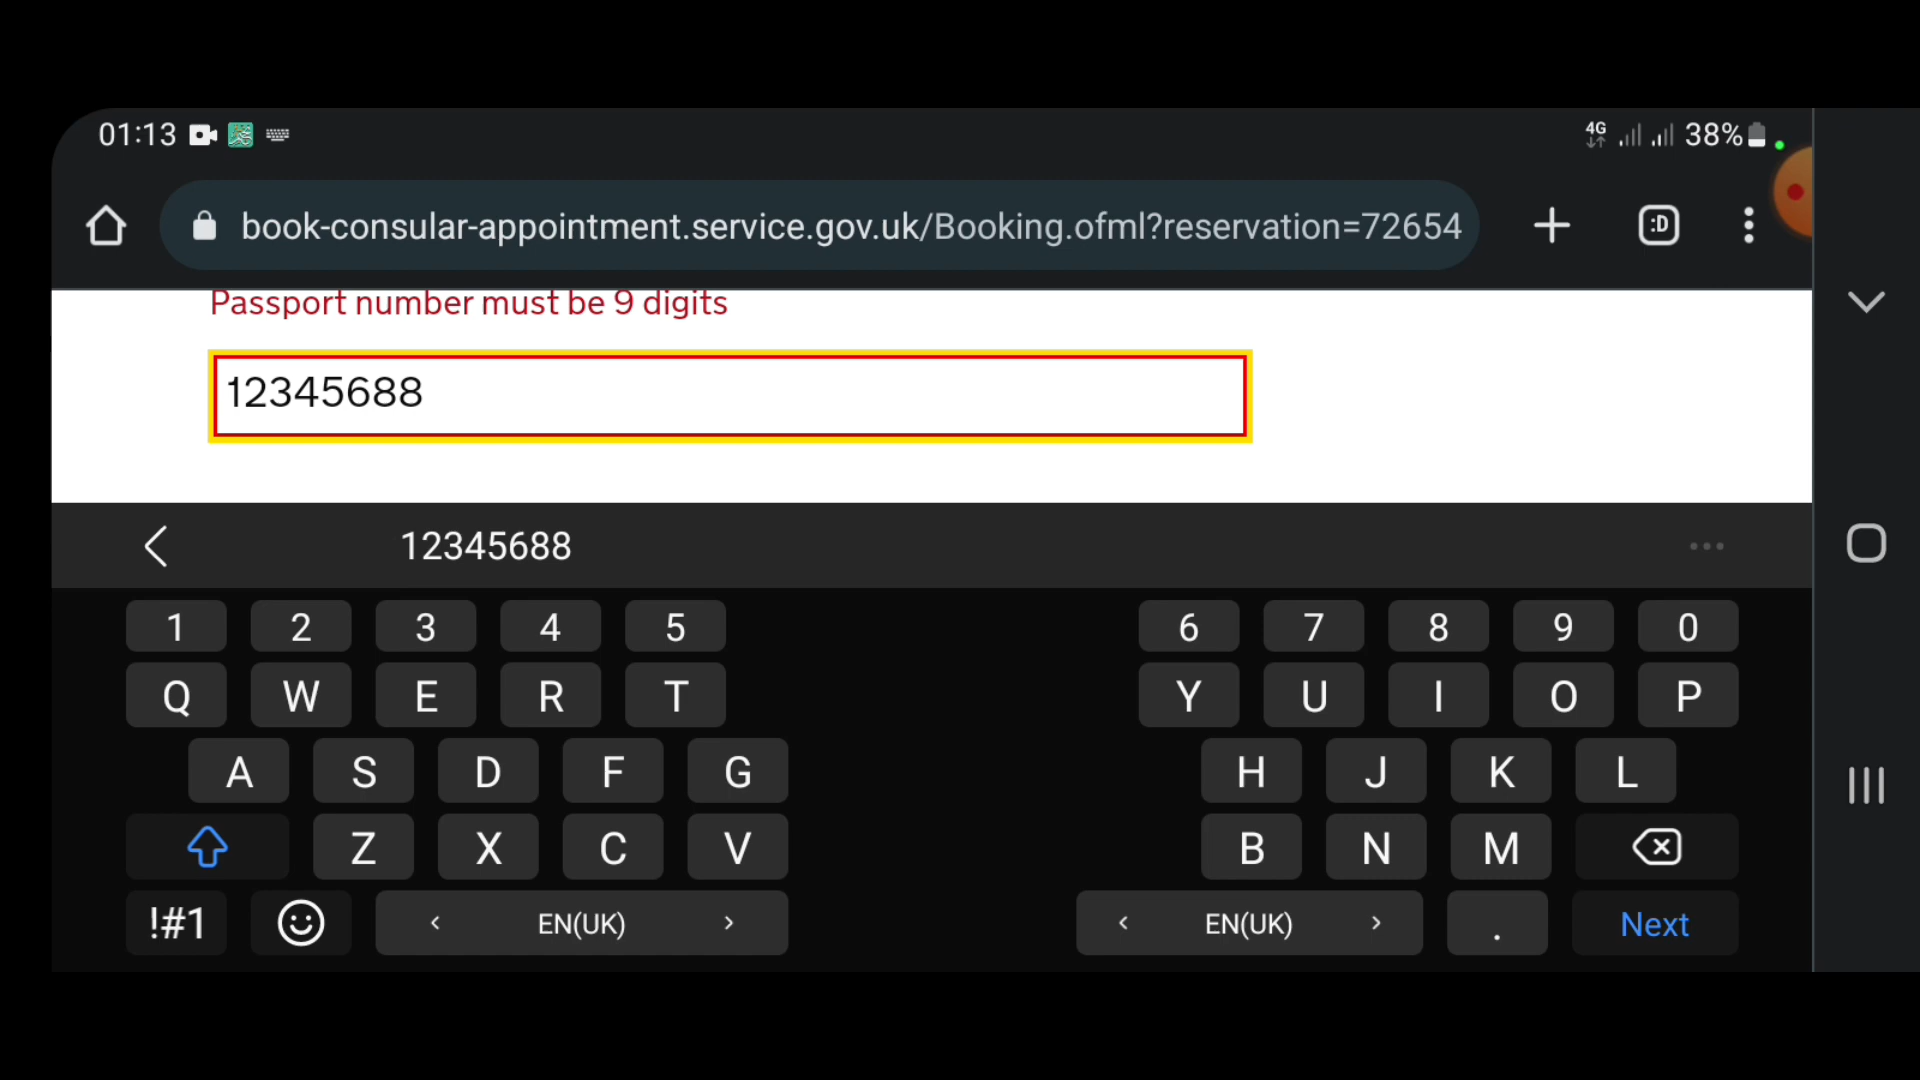 01:13
4G 38%
book-consular-appointment.service.gov.uk/Booking.ofml?reservation=72654
:D
Passport number must be 9 digits
12345688
12345688
1 2 3 4 5 6 7 8 9 0
Q W E R T Y U I O P
A S D F G H J K L
Z X C V B N M
!#1 < EN(UK) > < EN(UK) > . Next